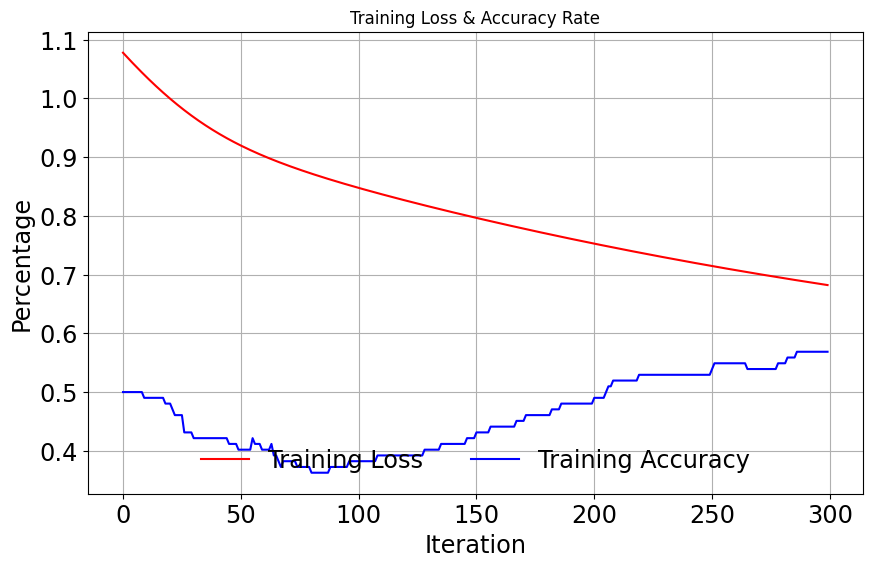 Training Loss & Accuracy Rate
1.1
1.0
0.9
0.8
0.7
0.6
0.5
0.4
Percentage
Training Loss Training Accuracy
0 50 100 150 200 250 300
Iteration